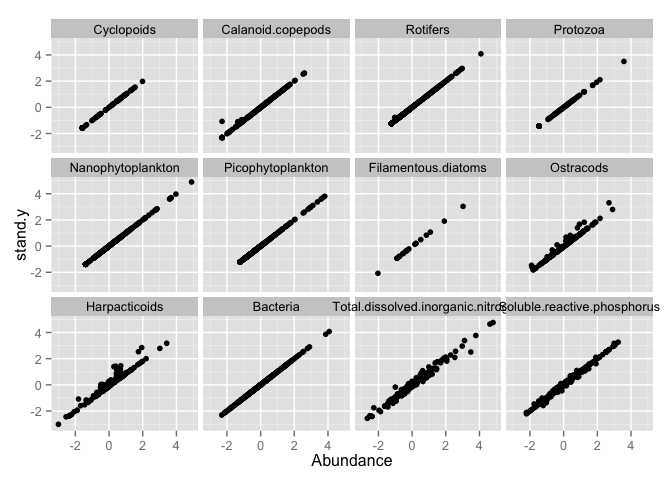 Cyclopoids Calanoid.copepods Rotifers Protozoa
4
2
0
-2
Nanophytoplankton Picophytoplankton Filamentous.diatoms Ostracods
4
2
0
-2
stand.y
Harpacticoids Bacteria Total.dissolved.inorganic.nitro Soluble.reactive.phosphorus
4
2
0
-2
-2 0 2 4 -2 0 2 4 -2 0 2 4 -2 0 2 4
Abundance